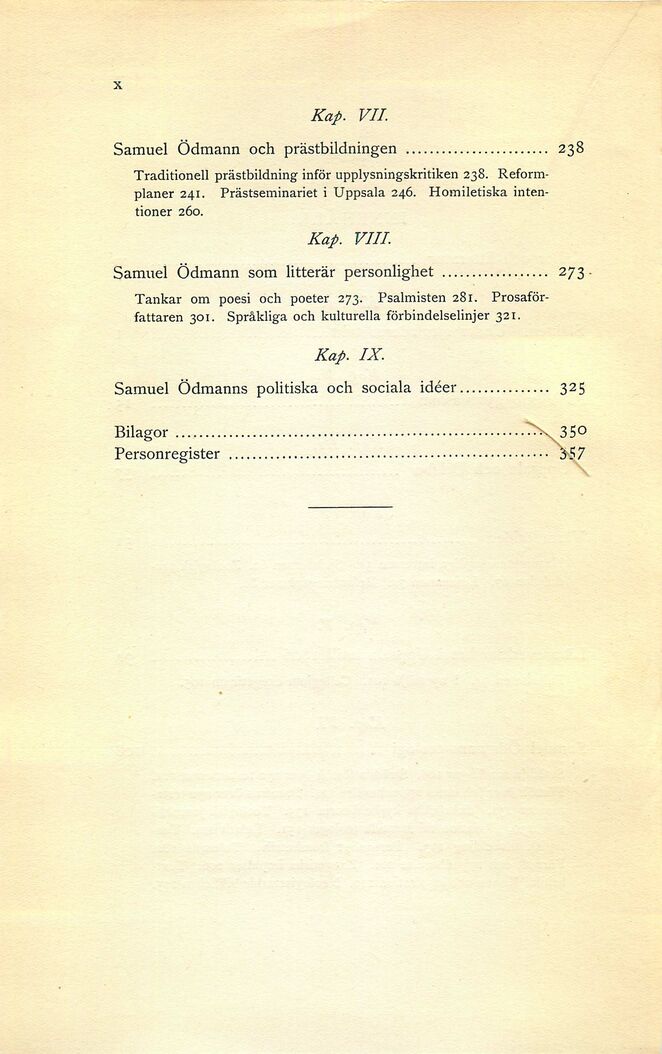 x
Kap. VII.
Samuel Ödmann och prästbildningen ........................ 238
Traditionell prästbildning inför upplysningskritiken 238. Reform-
planer 241. Prästseminariet i Uppsala 246. Homiletiska inten-
tioner 260.
Kap. VIII.
Samuel Ödmann som litterär personlighet .................. 273
Tankar om poesi och poeter 273. Psalmisten 281. Prosaför-
fattaren 301. Språkliga och kulturella förbindelselinjer 321.
Kap. IX.
Samuel Ödmanns politiska och sociala idéer............... 325
Bilagor ................................................................ 350
Personregister ...................................................... 357